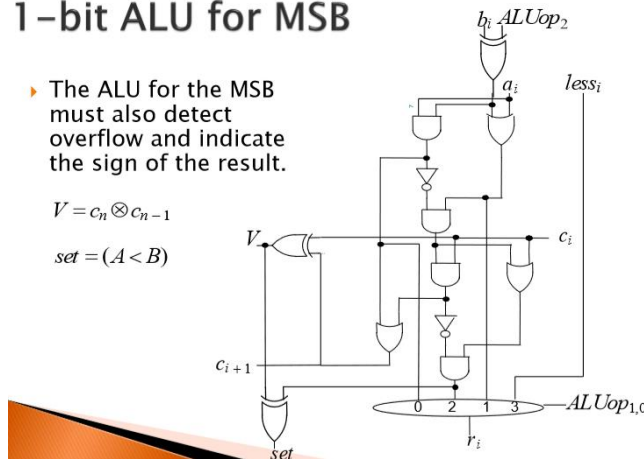 1-bit ALU for MSB
The ALU for the MSB
must also detect
overflow and indicate
the sign of the result.
V = cₙ ⊗ cₙ₋₁
set = (A < B)
bᵢ ALUop₂
aᵢ
lessᵢ
V
cᵢ
cᵢ₊₁
0 2 1 3
ALUop₁,₀
rᵢ
set